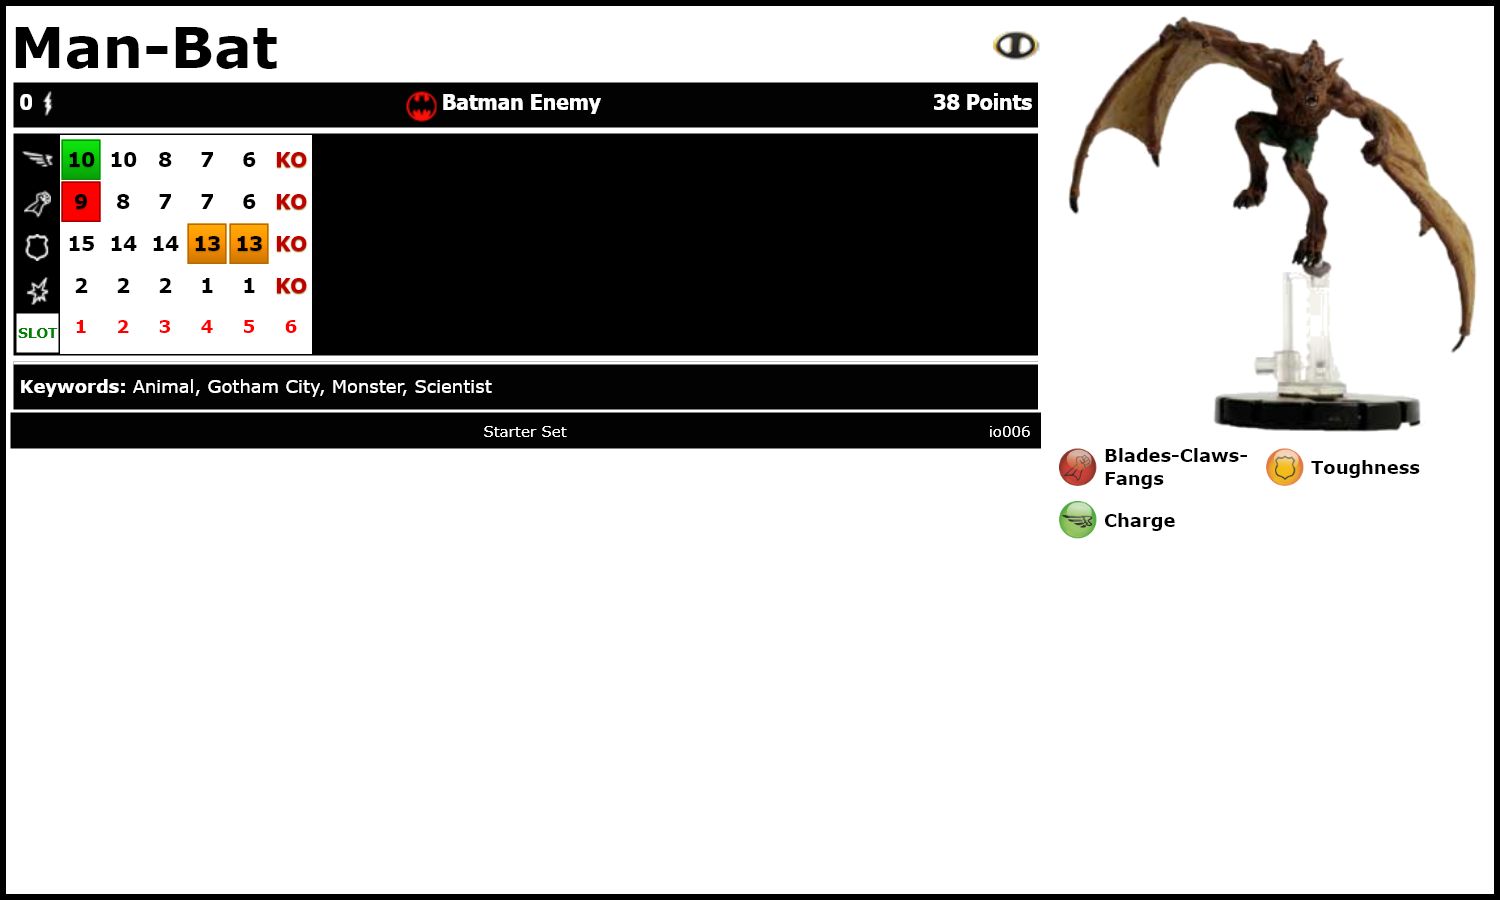 Man-Bat
0 Batman Enemy 38 Points
10 10 8 7 6 KO
9 8 7 7 6 KO
15 14 14 13 13 KO
2 2 2 1 1 KO
SLOT 1 2 3 4 5 6
Keywords: Animal, Gotham City, Monster, Scientist
Starter Set io006
Blades-Claws-
Fangs
Toughness
Charge